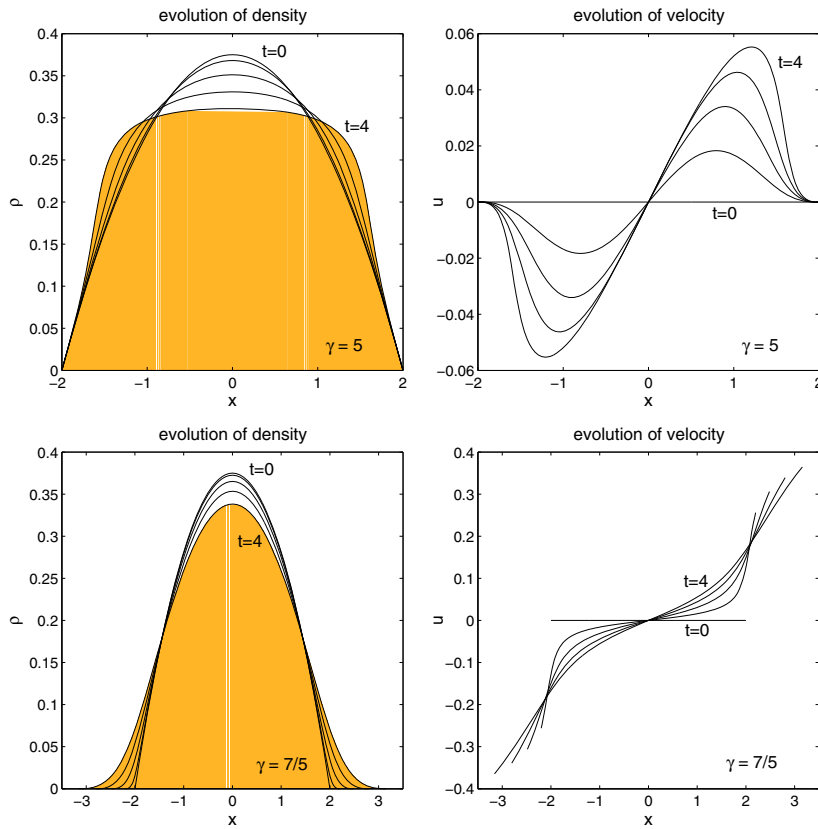 evolution of density
t=0
t=4
γ = 5
ρ
0.4
0.35
0.3
0.25
0.2
0.15
0.1
0.05
0
−2 −1 0 1 2
x
evolution of velocity
t=4
t=0
γ = 5
u
0.06
0.04
0.02
0
−0.02
−0.04
−0.06
−2 −1 0 1 2
x
evolution of density
t=0
t=4
γ = 7/5
ρ
0.4
0.35
0.3
0.25
0.2
0.15
0.1
0.05
0
−3 −2 −1 0 1 2 3
x
evolution of velocity
t=4
t=0
γ = 7/5
u
0.4
0.3
0.2
0.1
0
−0.1
−0.2
−0.3
−0.4
−3 −2 −1 0 1 2 3
x